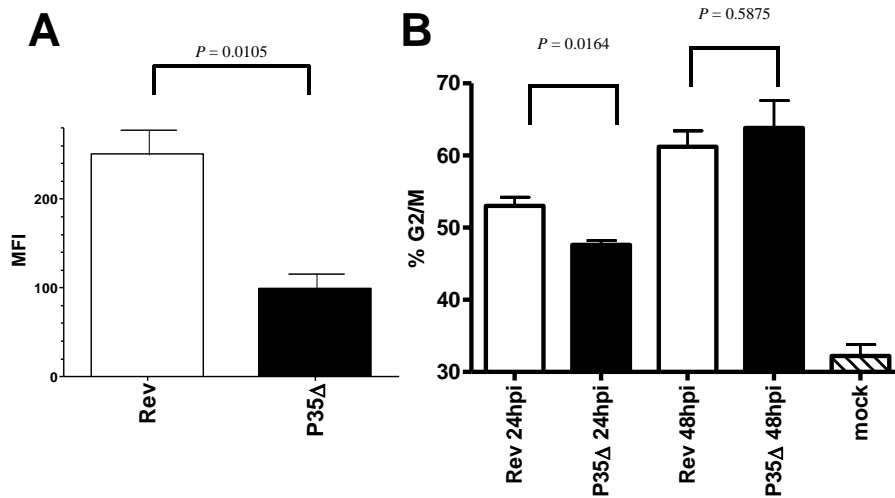 A
P = 0.0105
MFI
200
100
0
Rev
P35Δ
B
P = 0.5875
P = 0.0164
% G2/M
70
60
50
40
30
Rev 24hpi
P35Δ 24hpi
Rev 48hpi
P35Δ 48hpi
mock